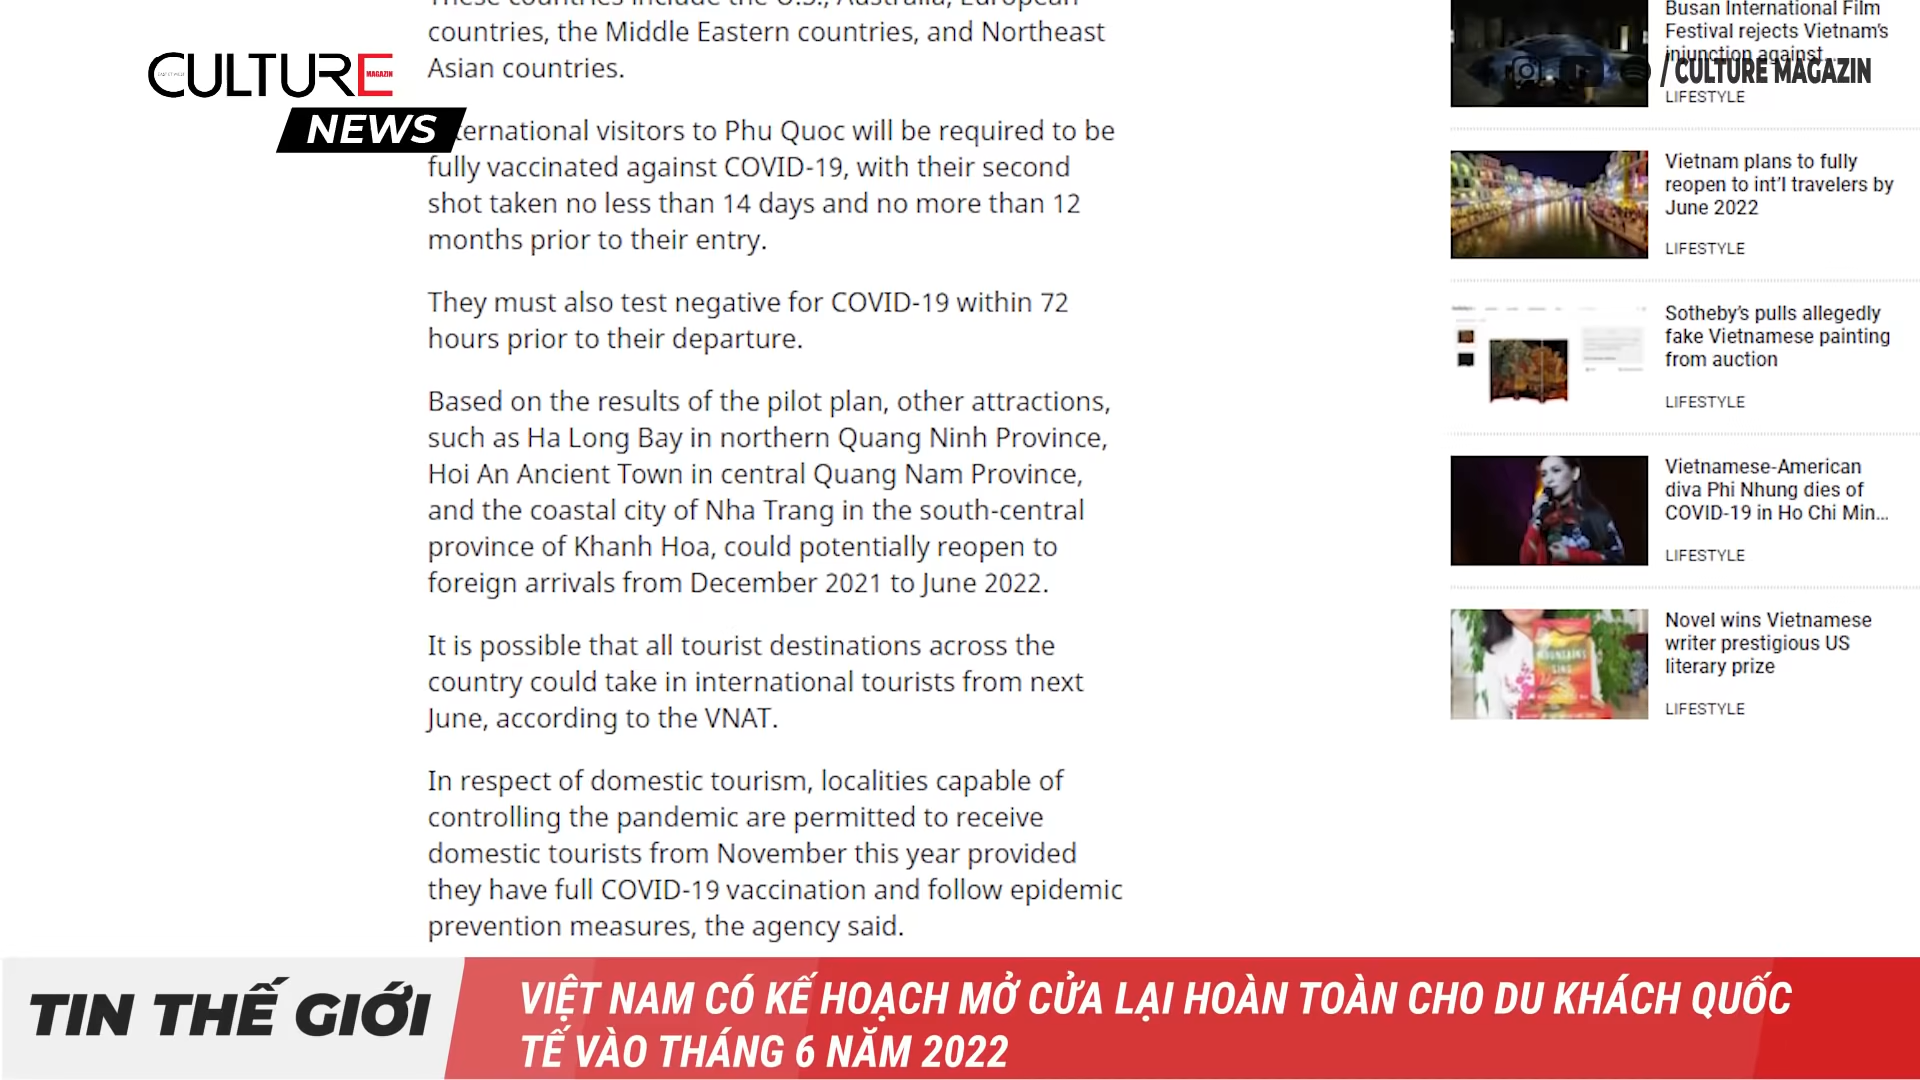 These countries include the U.S., Australia, European
countries, the Middle Eastern countries, and Northeast
Asian countries.
CULTURE
MAGAZIN
NEWS
ternational visitors to Phu Quoc will be required to be
fully vaccinated against COVID-19, with their second
shot taken no less than 14 days and no more than 12
months prior to their entry.
They must also test negative for COVID-19 within 72
hours prior to their departure.
Based on the results of the pilot plan, other attractions,
such as Ha Long Bay in northern Quang Ninh Province,
Hoi An Ancient Town in central Quang Nam Province,
and the coastal city of Nha Trang in the south-central
province of Khanh Hoa, could potentially reopen to
foreign arrivals from December 2021 to June 2022.
It is possible that all tourist destinations across the
country could take in international tourists from next
June, according to the VNAT.
In respect of domestic tourism, localities capable of
controlling the pandemic are permitted to receive
domestic tourists from November this year provided
they have full COVID-19 vaccination and follow epidemic
prevention measures, the agency said.
Busan International Film
Festival rejects Vietnam's
injunction against...
/ CULTURE MAGAZIN
LIFESTYLE
Vietnam plans to fully
reopen to int'l travelers by
June 2022
LIFESTYLE
Sotheby's pulls allegedly
fake Vietnamese painting
from auction
LIFESTYLE
Vietnamese-American
diva Phi Nhung dies of
COVID-19 in Ho Chi Min...
LIFESTYLE
Novel wins Vietnamese
writer prestigious US
literary prize
LIFESTYLE
MOUNTAINS
SING
TIN THẾ GIỚI
VIỆT NAM CÓ KẾ HOẠCH MỞ CỬA LẠI HOÀN TOÀN CHO DU KHÁCH QUỐC
TẾ VÀO THÁNG 6 NĂM 2022